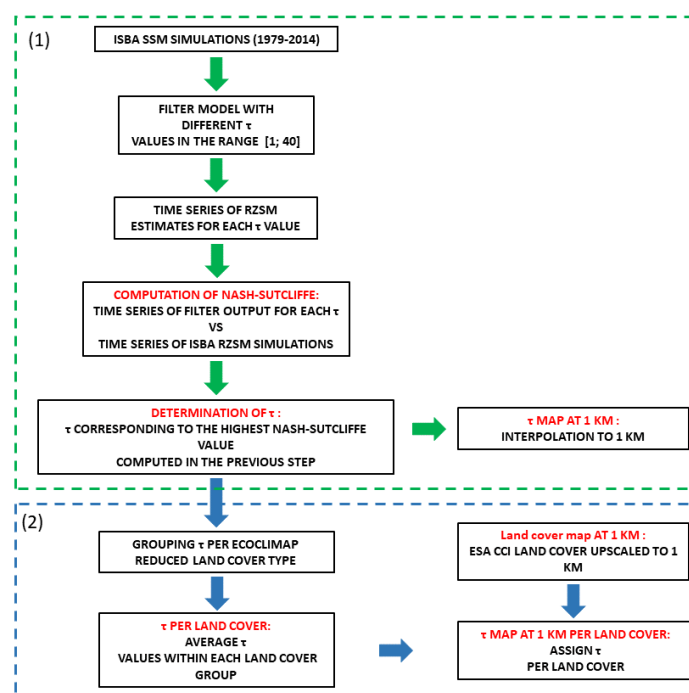 (1)
ISBA SSM SIMULATIONS (1979-2014)
FILTER MODEL WITH
DIFFERENT τ
VALUES IN THE RANGE [1; 40]
TIME SERIES OF RZSM
ESTIMATES FOR EACH τ VALUE
COMPUTATION OF NASH-SUTCLIFFE:
TIME SERIES OF FILTER OUTPUT FOR EACH τ
VS
TIME SERIES OF ISBA RZSM SIMULATIONS
DETERMINATION OF τ :
τ CORRESPONDING TO THE HIGHEST NASH-SUTCLIFFE
VALUE
COMPUTED IN THE PREVIOUS STEP
τ MAP AT 1 KM :
INTERPOLATION TO 1 KM
(2)
GROUPING τ PER ECOCLIMAP
REDUCED LAND COVER TYPE
Land cover map AT 1 KM :
ESA CCI LAND COVER UPSCALED TO 1
KM
τ PER LAND COVER:
AVERAGE τ
VALUES WITHIN EACH LAND COVER
GROUP
τ MAP AT 1 KM PER LAND COVER:
ASSIGN τ
PER LAND COVER